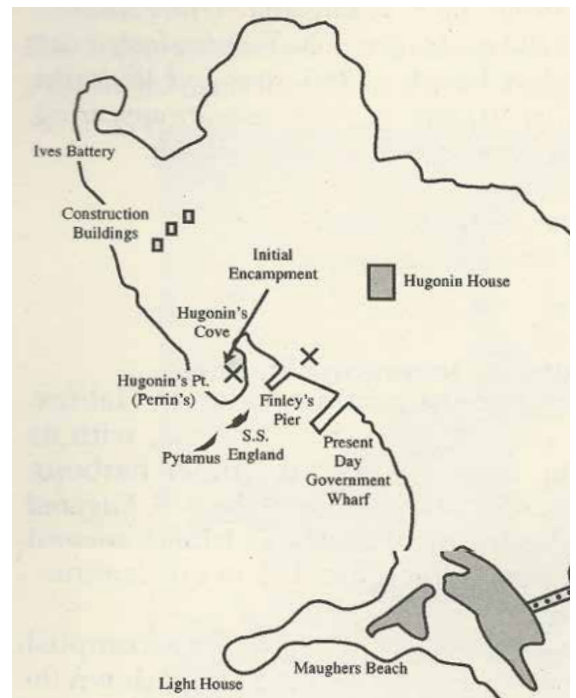 Ives Battery
Construction
Buildings
Initial
Encampment
Hugonin House
Hugonin's
Cove
Hugonin's Pt.
(Perrin's)
Finley's
Pier
S.S.
England
Pytamus
Present
Day
Government
Wharf
Maughers Beach
Light House